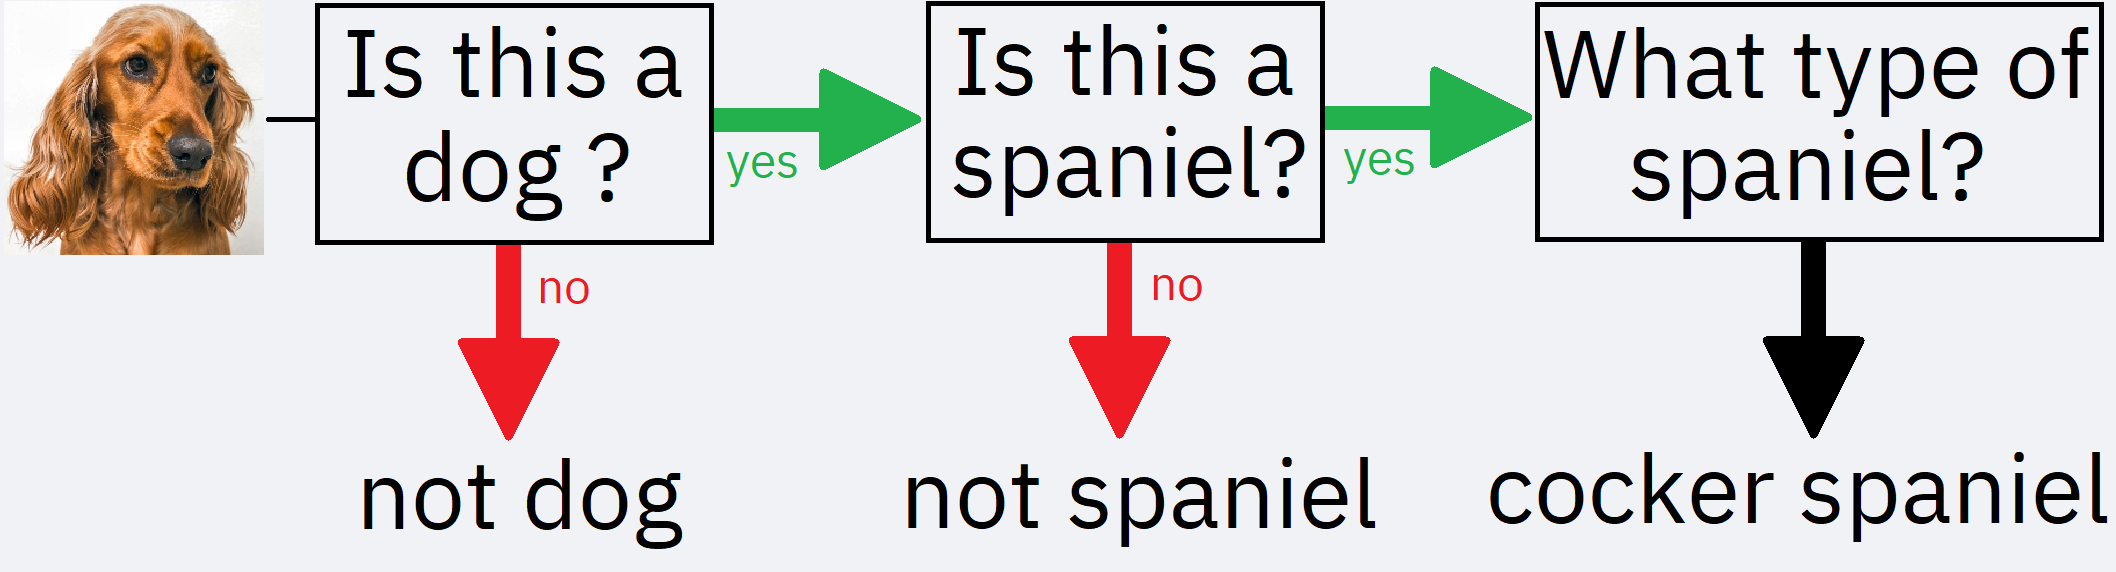 Is this a
dog ?
yes
no
not dog
Is this a
spaniel?
yes
no
not spaniel
What type of
spaniel?
cocker spaniel